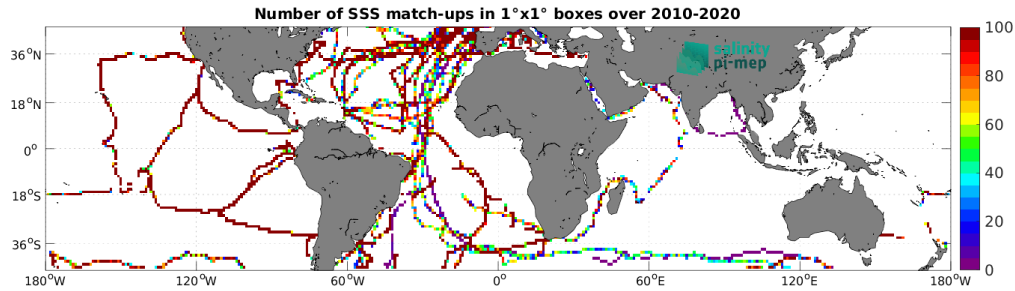 Number of SSS match-ups in 1°x1° boxes over 2010-2020
salinity
pi-mep
36°N
18°N
0°
18°S
36°S
180°W
120°W
60°W
0°
60°E
120°E
180°W
100
80
60
40
20
0